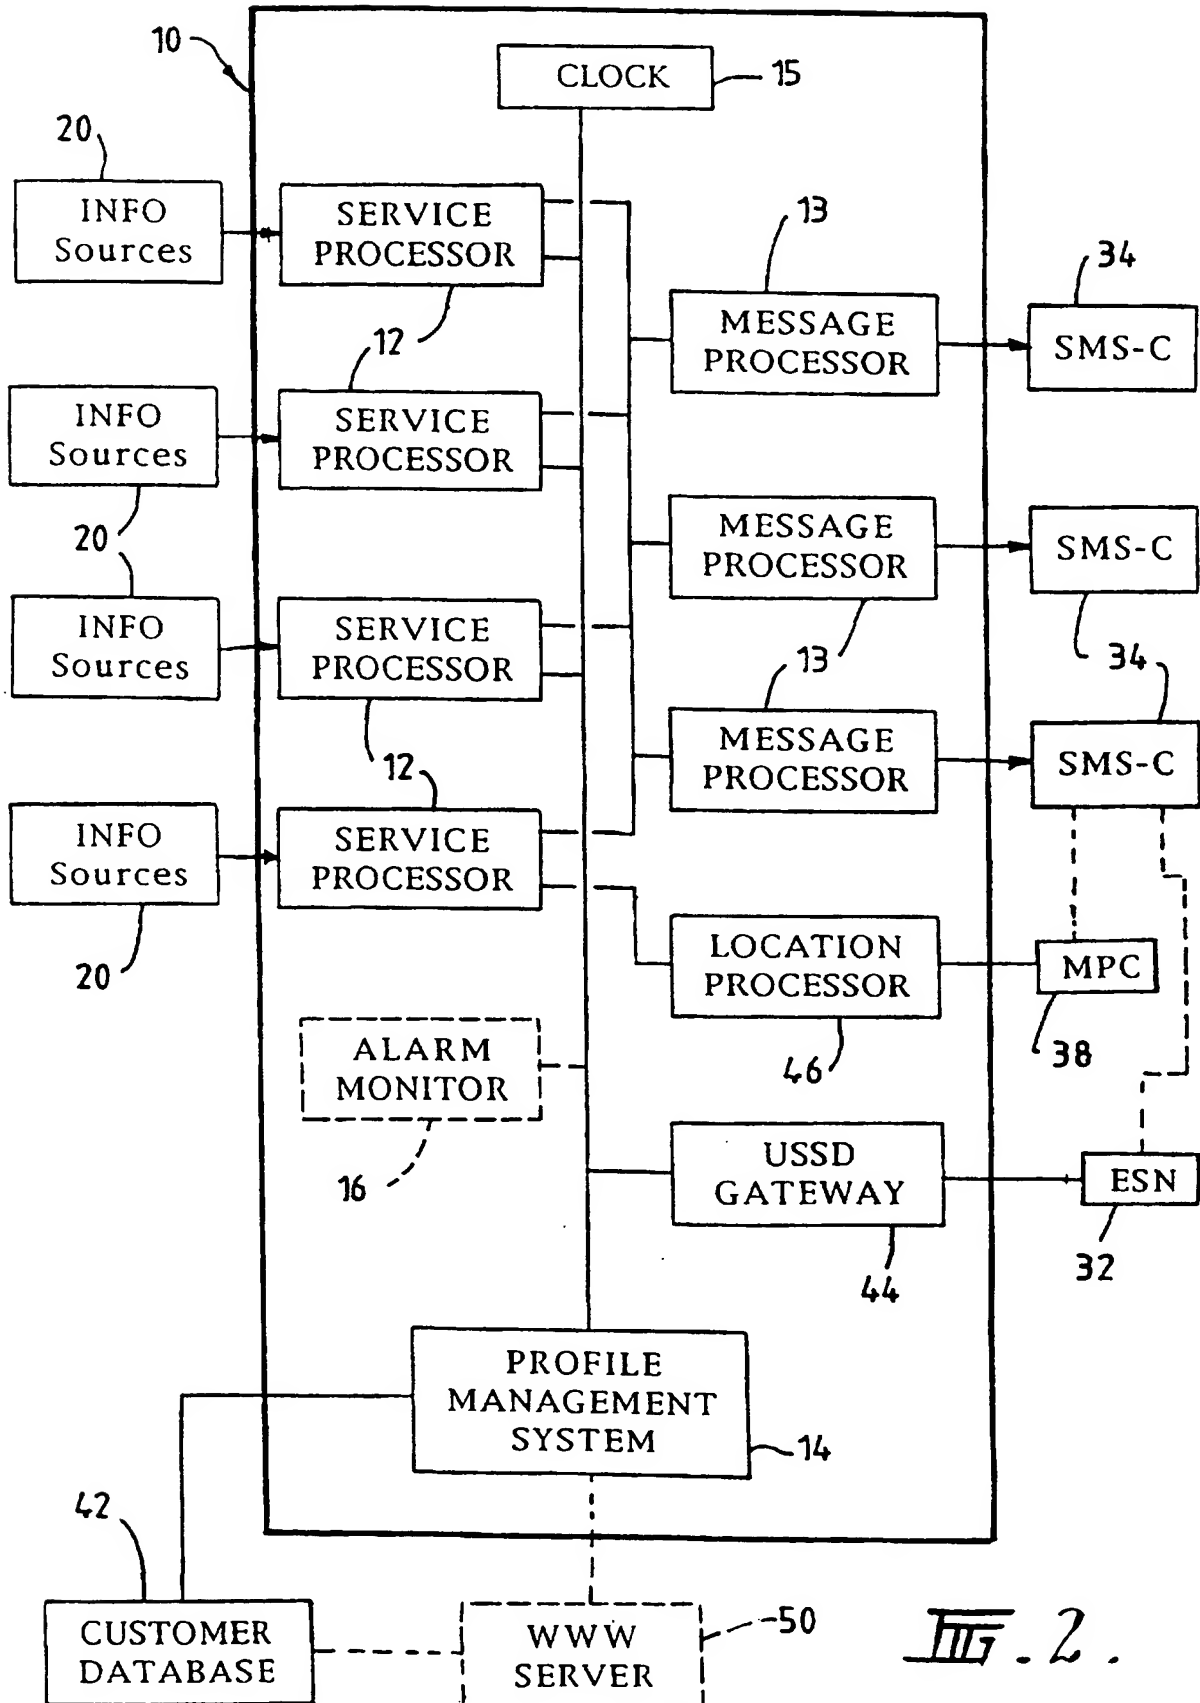 10
CLOCK
15
20
INFO
Sources
SERVICE
PROCESSOR
13
34
MESSAGE
PROCESSOR
SMS-C
12
INFO
Sources
SERVICE
PROCESSOR
20
MESSAGE
PROCESSOR
SMS-C
INFO
Sources
SERVICE
PROCESSOR
13
34
12
MESSAGE
PROCESSOR
SMS-C
INFO
Sources
SERVICE
PROCESSOR
20
LOCATION
PROCESSOR
MPC
38
46
ALARM
MONITOR
16
USSD
GATEWAY
ESN
32
44
PROFILE
MANAGEMENT
SYSTEM
14
42
CUSTOMER
DATABASE
WWW
SERVER
50
FIG. 2.